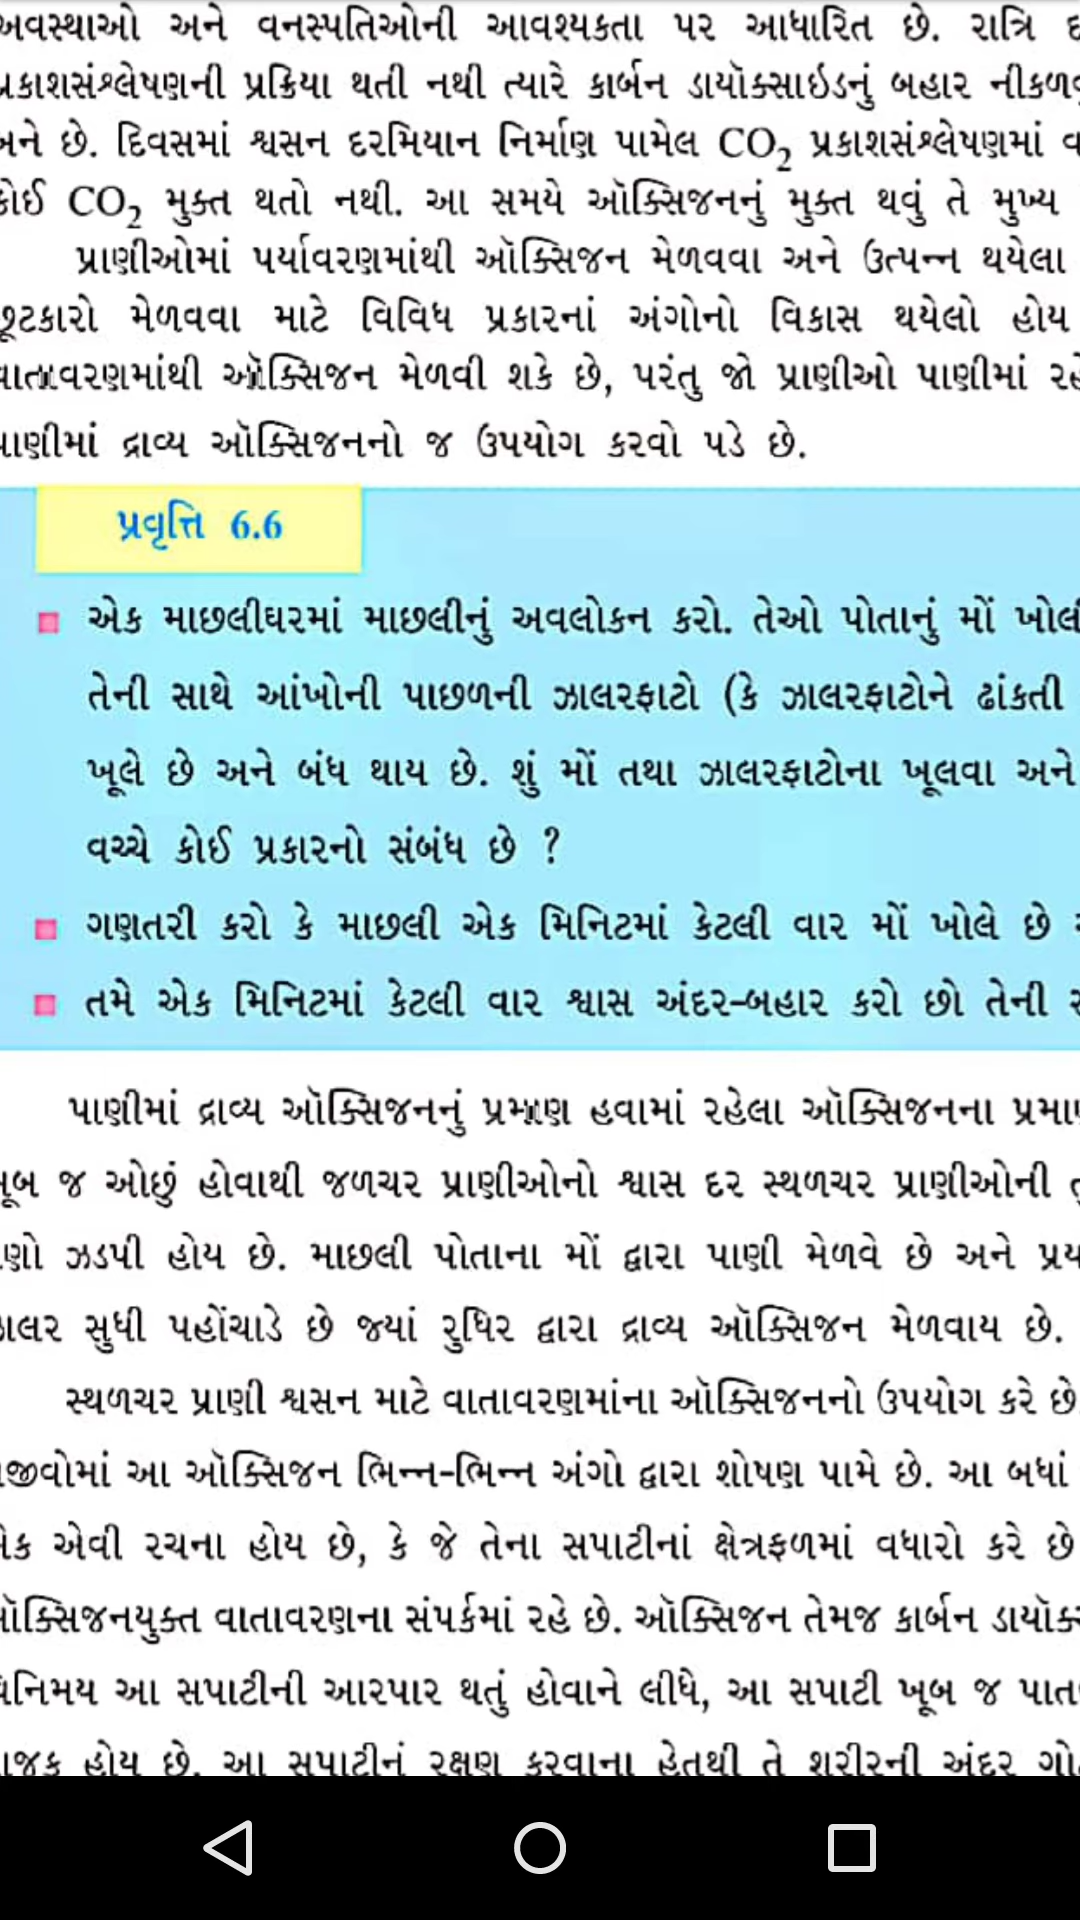 અવસ્થાઓ અને વનસ્પતિઓની આવશ્યકતા પર આધારિત છે. રાત્રિ
પ્રકાશસંશ્લેષણની પ્રક્રિયા થતી નથી ત્યારે કાર્બન ડાયૉક્સાઇડનું બહાર
છે. દિવસમાં શ્વસન દરમિયાન નિર્માણ પામેલ CO₂ પ્રકાશસંશ્લેષણમાં
કોઈ CO₂ મુક્ત થતો નથી. આ સમયે ઑક્સિજનનું મુક્ત થવું તે મુખ્ય
પ્રાણીઓમાં પર્યાવરણમાંથી ઑક્સિજન મેળવવા અને ઉત્પન્ન થયેલા
છૂટકારો મેળવવા માટે વિવિધ પ્રકારનાં અંગોનો વિકાસ થયેલો હોય
વાતાવરણમાંથી ઑક્સિજન મેળવી શકે છે, પરંતુ જો પ્રાણીઓ પાણીમાં
પાણીમાં દ્રાવ્ય ઑક્સિજનનો જ ઉપયોગ કરવો પડે છે.
પ્રવૃત્તિ 6.6
એક માછલીઘરમાં માછલીનું અવલોકન કરો. તેઓ પોતાનું મોં
તેની સાથે આંખોની પાછળની ઝાલરફાટો (કે ઝાલરફાટોને ઢાંકતી
ખૂલે છે અને બંધ થાય છે. શું મોં તથા ઝાલરફાટોના ખૂલવા અને
વચ્ચે કોઈ પ્રકારનો સંબંધ છે ?
ગણતરી કરો કે માછલી એક મિનિટમાં કેટલી વાર મોં ખોલે છે
તમે એક મિનિટમાં કેટલી વાર શ્વાસ અંદર-બહાર કરો છો તેની
પાણીમાં દ્રાવ્ય ઑક્સિજનનું પ્રમાણ હવામાં રહેલા ઑક્સિજનના
જ ઓછું હોવાથી જળચર પ્રાણીઓનો શ્વાસ દર સ્થળચર પ્રાણીઓની
ઝડપી હોય છે. માછલી પોતાના મોં દ્વારા પાણી મેળવે છે અને
ઝાલર સુધી પહોંચાડે છે જ્યાં રુધિર દ્વારા દ્રાવ્ય ઑક્સિજન મેળવાય છે.
સ્થળચર પ્રાણી શ્વસન માટે વાતાવરણમાંના ઑક્સિજનનો ઉપયોગ કરે છે.
આ ઑક્સિજન ભિન્ન-ભિન્ન અંગો દ્વારા શોષણ પામે છે. આ બધાં
એક એવી રચના હોય છે, કે જે તેના સપાટીનાં ક્ષેત્રફળમાં વધારો કરે છે
ઑક્સિજનયુક્ત વાતાવરણના સંપર્કમાં રહે છે. ઑક્સિજન તેમજ કાર્બન
વિનિમય આ સપાટીની આરપાર થતું હોવાને લીધે, આ સપાટી ખૂબ જ
હોય છે. આ સપાટીનું રક્ષણ કરવાના હેતુથી તે શરીરની અંદર